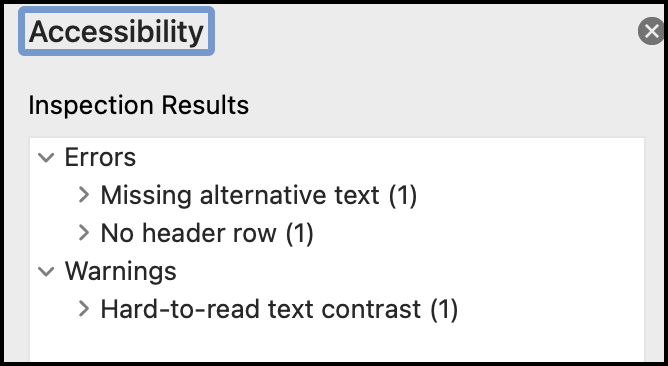 Accessibility
Inspection Results
Errors
Missing alternative text (1)
No header row (1)
Warnings
Hard-to-read text contrast (1)